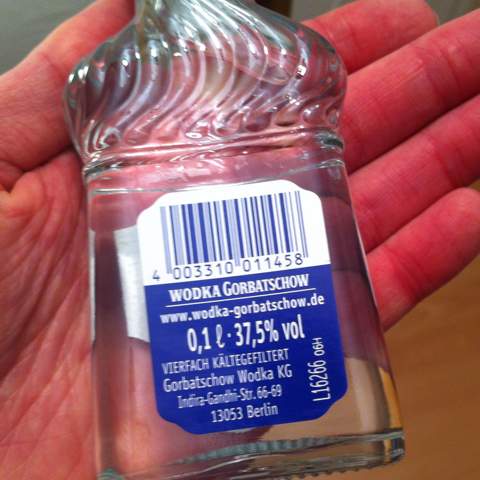 4 003310 011458
WODKA GORBATSCHOW
www.wodka-gorbatschow.de
0,1 ℓ · 37,5% vol
VIERFACH KÄLTEGEFILTERT
Gorbatschow Wodka KG
Indira-Gandhi-Str. 66-69
13053 Berlin
L16266 06H